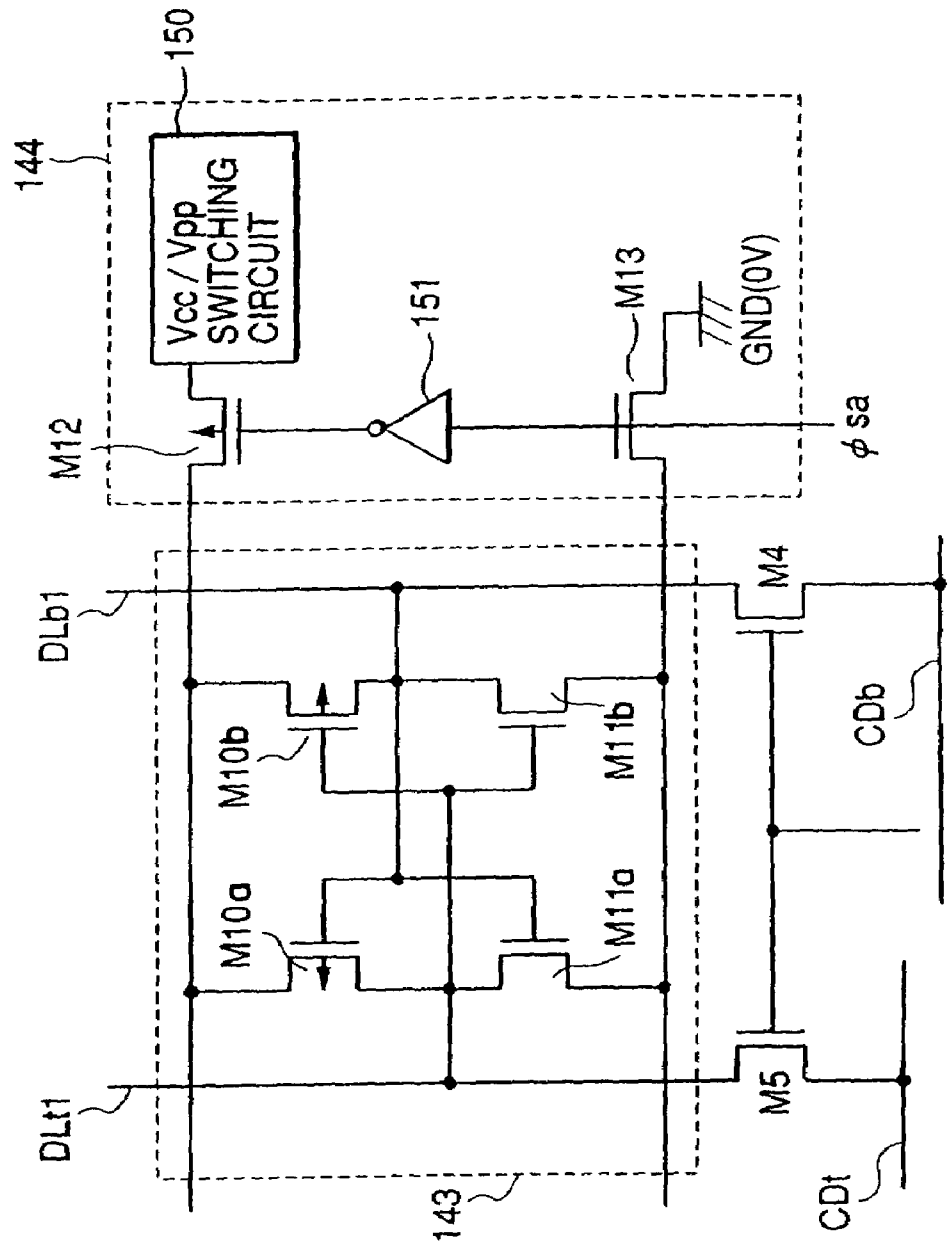 144
150
Vcc / Vpp
SWITCHING
CIRCUIT
M12
151
M13
GND(0V)
φ sa
DLb1
M10b
M11b
M4
CDb
M10a
M11a
DLt1
M5
143
CDt